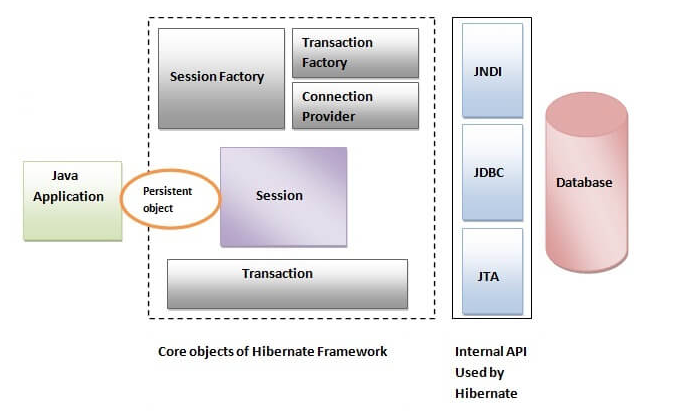 Session Factory
Transaction
Factory
Connection
Provider
JNDI
Java
Application
Persistent
object
Session
JDBC
Database
Transaction
JTA
Core objects of Hibernate Framework
Internal API
Used by
Hibernate